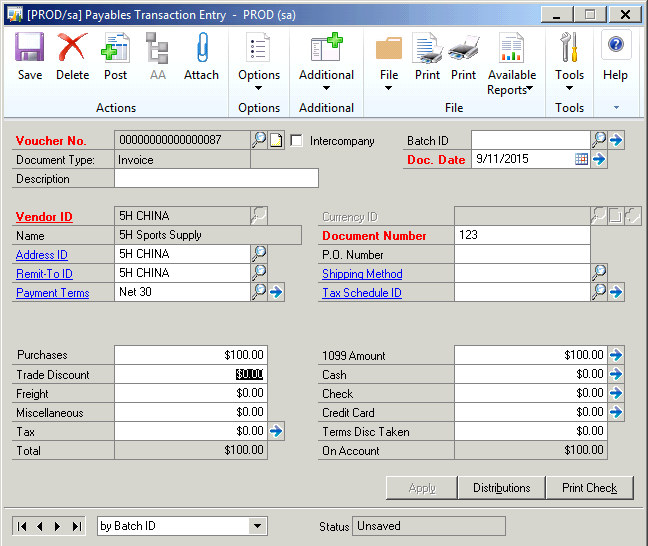 [PROD/sa] Payables Transaction Entry - PROD (sa)
Save Delete Post AA Attach Options Additional File Print Print Available Reports Tools Help
Actions Options Additional File Tools
Voucher No. 00000000000000087 Intercompany Batch ID
Document Type: Invoice Doc. Date 9/11/2015
Description
Vendor ID 5H CHINA Currency ID
Name 5H Sports Supply Document Number 123
Address ID 5H CHINA P.O. Number
Remit-To ID 5H CHINA Shipping Method
Payment Terms Net 30 Tax Schedule ID
Purchases $100.00 1099 Amount $100.00
Trade Discount $0.00 Cash $0.00
Freight $0.00 Check $0.00
Miscellaneous $0.00 Credit Card $0.00
Tax $0.00 Terms Disc Taken $0.00
Total $100.00 On Account $100.00
Apply Distributions Print Check
by Batch ID Status Unsaved